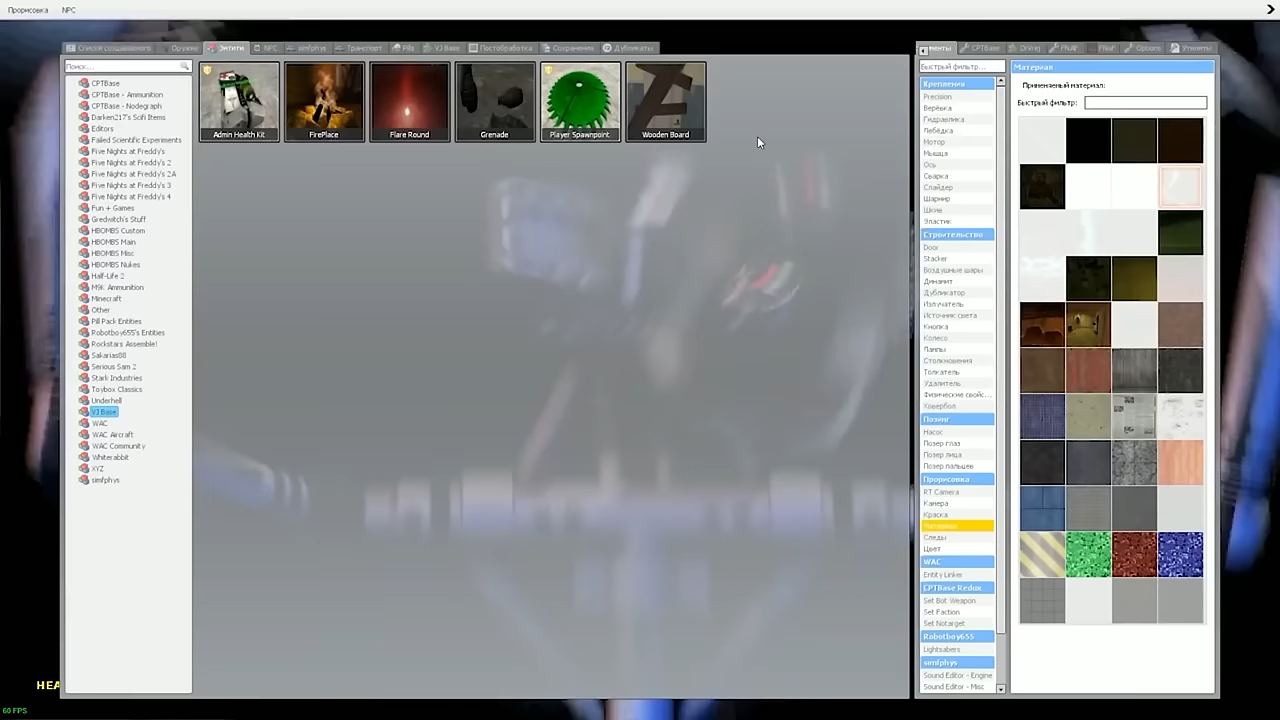 Прорисовка NPC
Список создаваемого
Оружие
Энтити
NPC
simfphys
Транспорт
Pills
VJ Base
Постобработка
Сохранения
Дубликаты
Поиск...
CPTBase
CPTBase - Ammunition
CPTBase - Nodegraph
Darken217's SciFi Items
Editors
Failed Scientific Experiments
Five Nights at Freddy's
Five Nights at Freddy's 2
Five Nights at Freddy's 2A
Five Nights at Freddy's 3
Five Nights at Freddy's 4
Fun + Games
Gredwitch's Stuff
HBOMBS Custom
HBOMBS Main
HBOMBS Misc
HBOMBS Nukes
Half-Life 2
M9K Ammunition
Minecraft
Other
Pill Pack Entities
Robotboy655's Entities
Rockstars Assemble!
Sakarias88
Serious Sam 2
Stark Industries
Toybox Classics
Underhell
VJ Base
WAC
WAC Aircraft
WAC Community
Whiterabbit
XYZ
simfphys
Admin Health Kit
FirePlace
Flare Round
Grenade
Player Spawnpoint
Wooden Board
менты
CPTBase
DrVrej
FNAF
FNaF
Options
Утилиты
Быстрый фильтр...
Крепления
Precision
Верёвка
Гидравлика
Лебёдка
Мотор
Мышца
Ось
Сварка
Слайдер
Шарнир
Шкив
Эластик
Строительство
Door
Stacker
Воздушные шары
Динамит
Дубликатор
Излучатель
Источник света
Кнопка
Колесо
Лампы
Столкновения
Толкатель
Удалитель
Физические свойс...
Ховербол
Позинг
Насос
Позер глаз
Позер лица
Позер пальцев
Прорисовка
RT Camera
Камера
Краска
Материал
Следы
Цвет
WAC
Entity Linker
CPTBase Redux
Set Bot Weapon
Set Faction
Set Notarget
Robotboy655
Lightsabers
simfphys
Sound Editor - Engine
Sound Editor - Misc
Материал
Применяемый материал:
Быстрый фильтр:
HEA
60 FPS